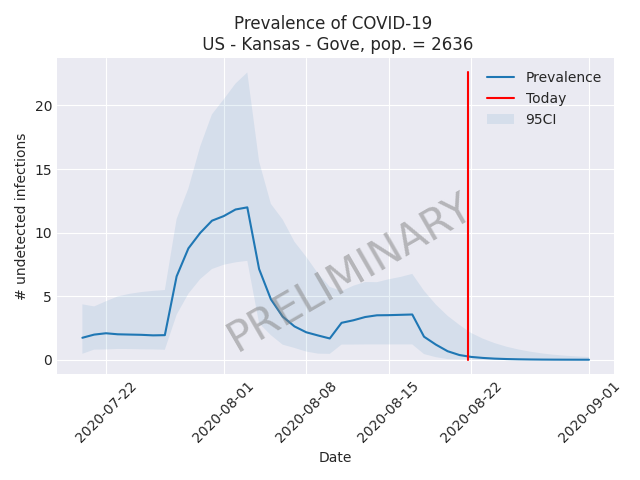 Prevalence of COVID-19
US - Kansas - Gove, pop. = 2636
# undetected infections
20
15
10
5
0
Prevalence
Today
95CI
PRELIMINARY
2020-07-22
2020-08-01
2020-08-08
2020-08-15
2020-08-22
2020-09-01
Date